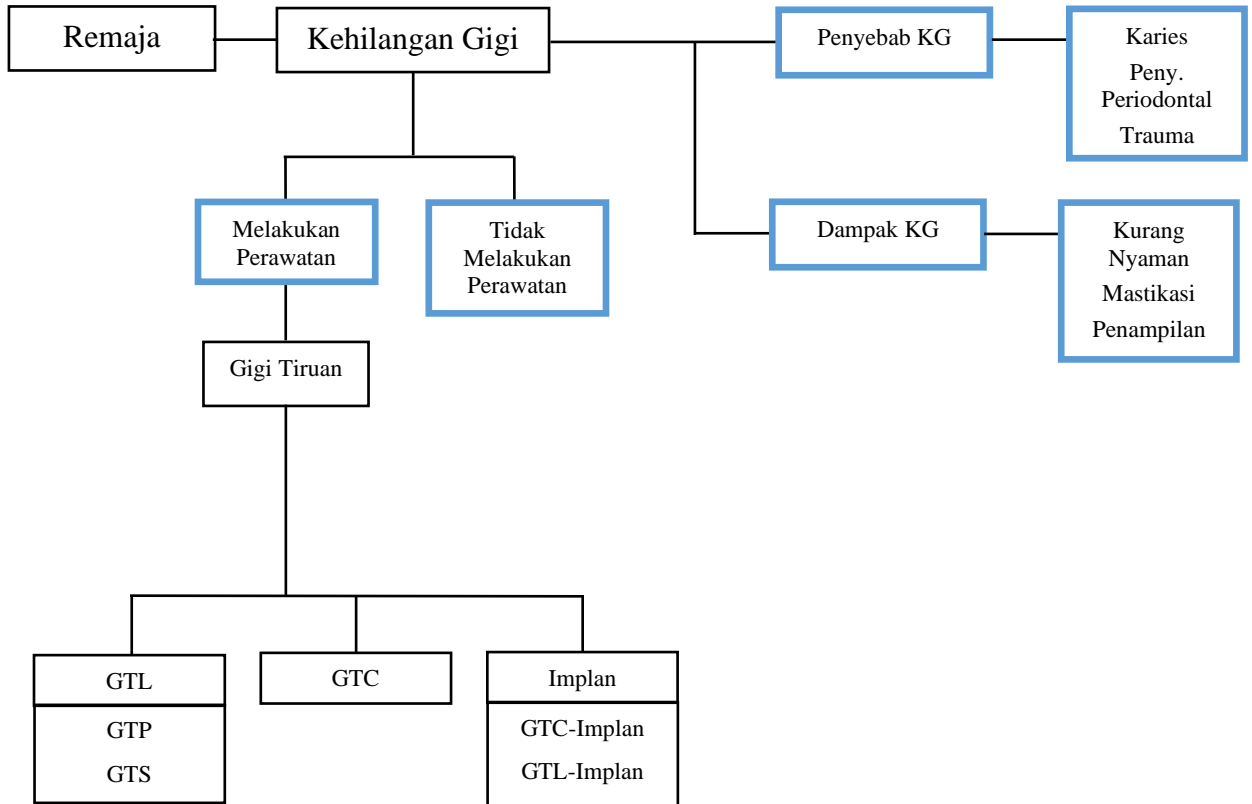 Remaja
Kehilangan Gigi
Penyebab KG
Karies
Peny.
Periodontal
Trauma
Melakukan
Perawatan
Tidak
Melakukan
Perawatan
Dampak KG
Kurang
Nyaman
Mastikasi
Penampilan
Gigi Tiruan
GTL
GTP
GTS
GTC
Implan
GTC-Implan
GTL-Implan